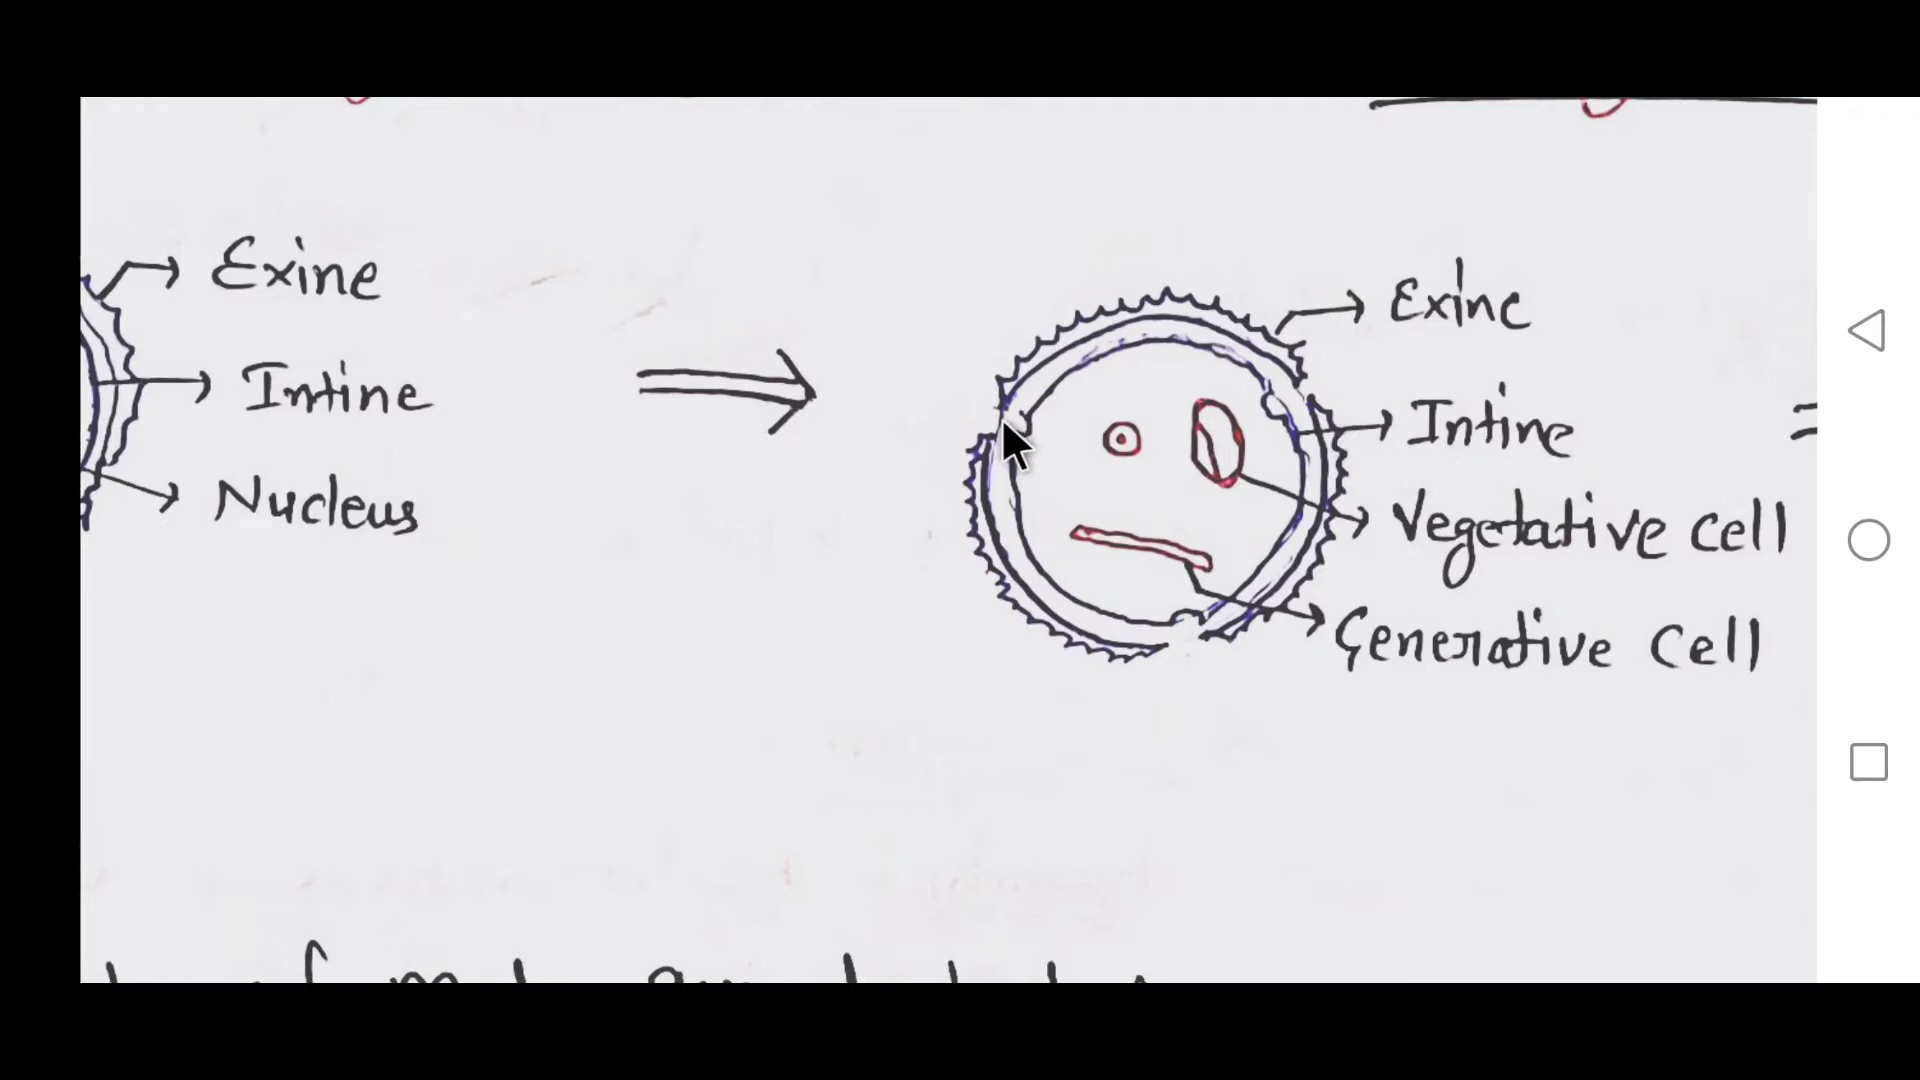 Exine
Intine
Nucleus
Exine
Intine
Vegetative cell
Generative Cell